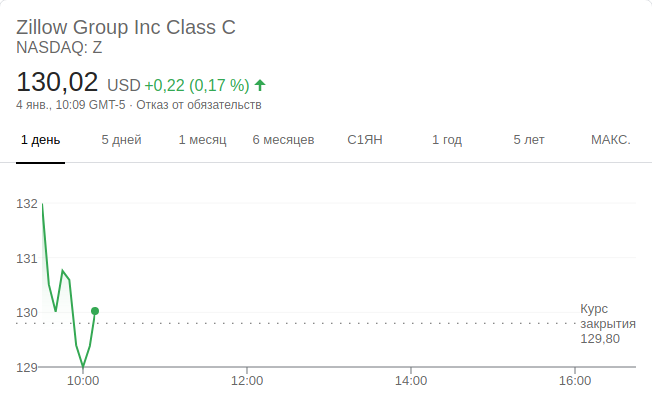 Zillow Group Inc Class C
NASDAQ: Z
130,02 USD +0,22 (0,17 %) ↑
4 янв., 10:09 GMT-5 · Отказ от обязательств
1 день 5 дней 1 месяц 6 месяцев С1ЯН 1 год 5 лет МАКС.
132
131
130
Курс
закрытия
129,80
129
10:00 12:00 14:00 16:00